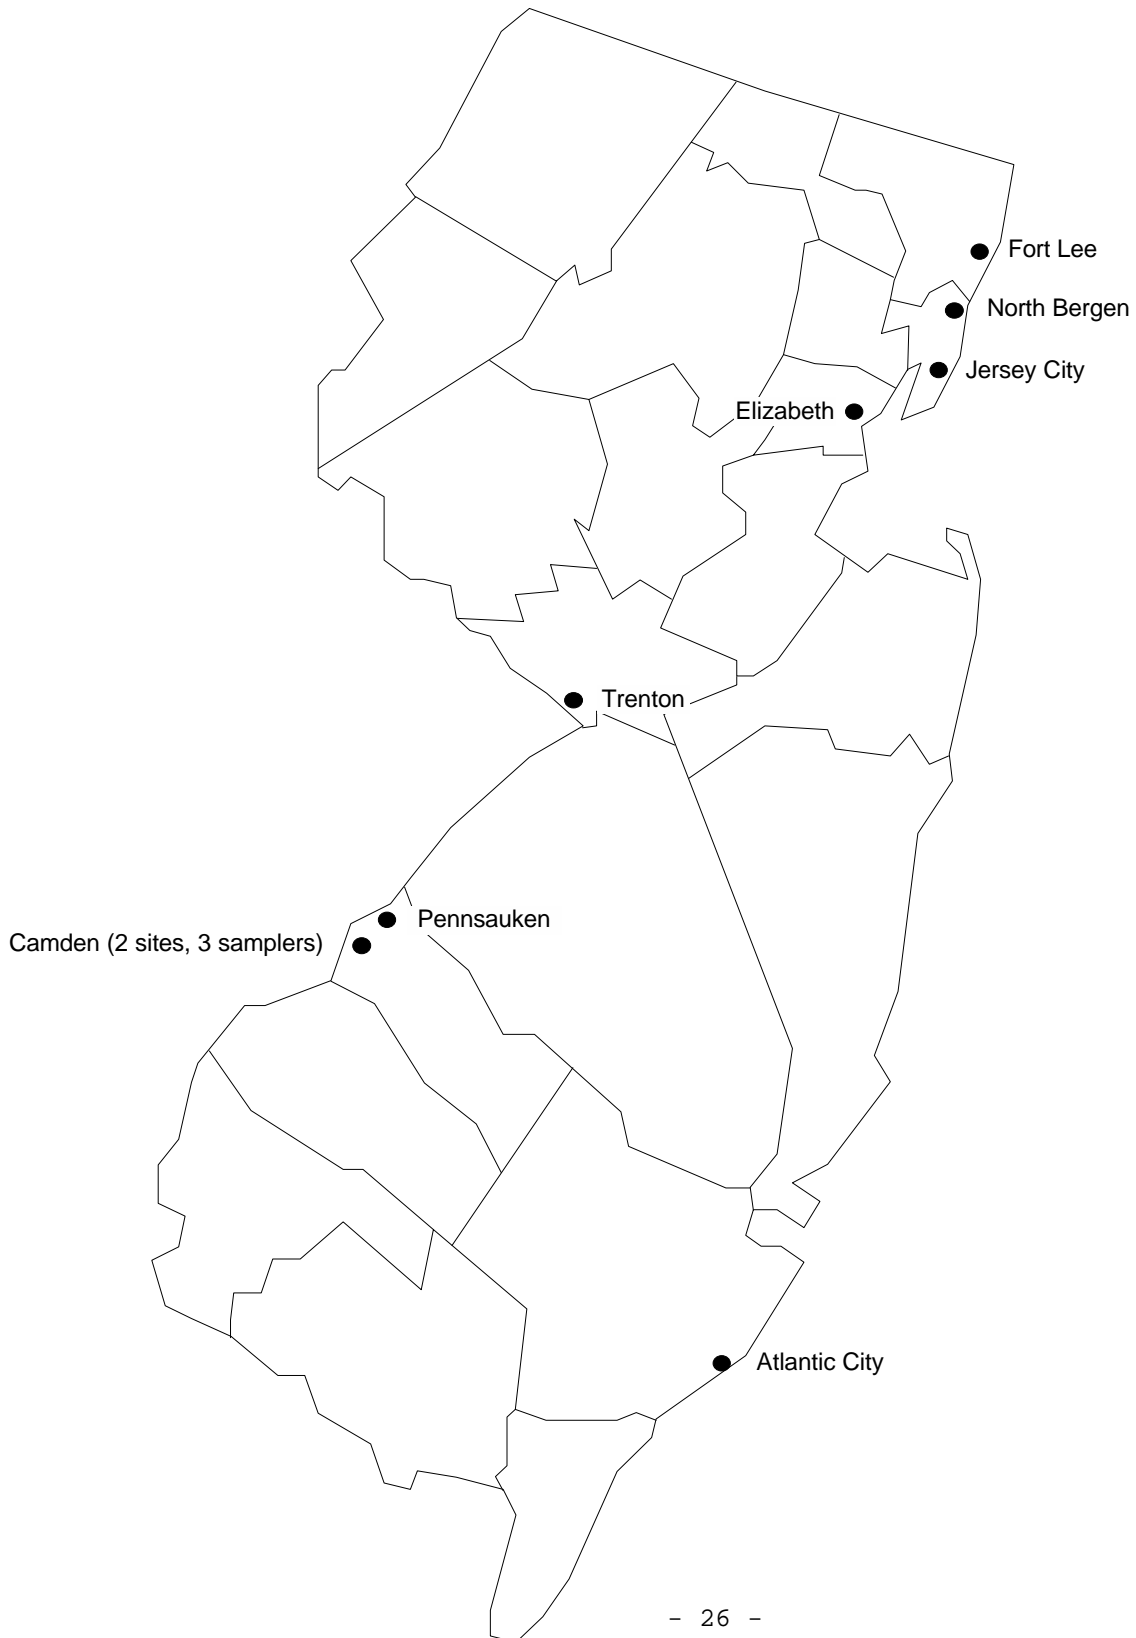 Fort Lee
North Bergen
Jersey City
Elizabeth
Trenton
Pennsauken
Camden (2 sites, 3 samplers)
Atlantic City
- 26 -